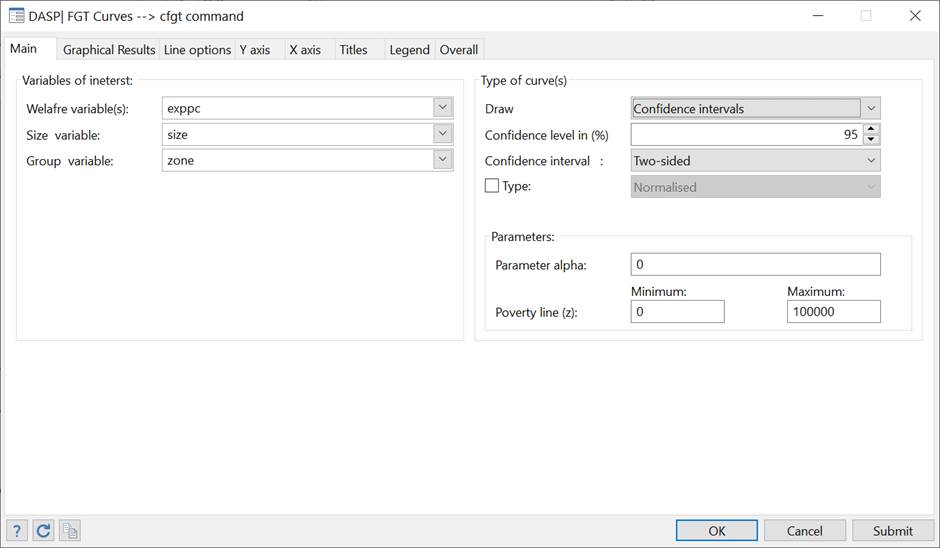 DASP| FGT Curves --> cfgt command
Main Graphical Results Line options Y axis X axis Titles Legend Overall
Variables of ineterst:
Welafre variable(s): exppc
Size variable: size
Group variable: zone
Type of curve(s)
Draw Confidence intervals
Confidence level in (%) 95
Confidence interval : Two-sided
Type: Normalised
Parameters:
Parameter alpha: 0
Minimum: Maximum:
Poverty line (z): 0 100000
? OK Cancel Submit